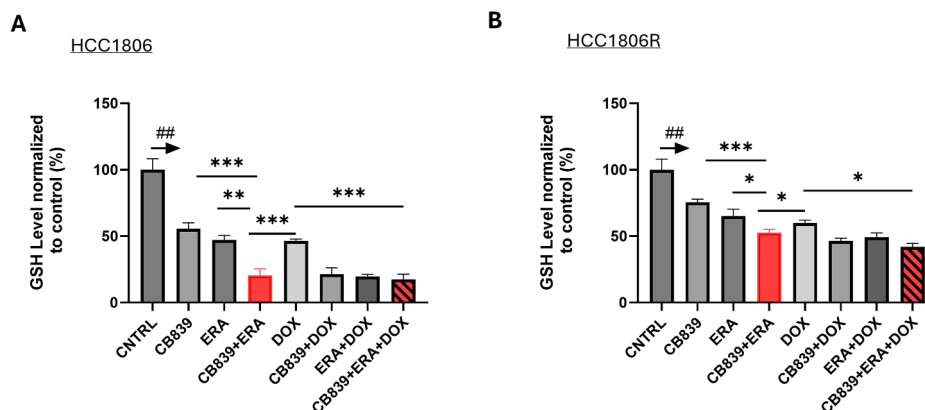 A
HCC1806
GSH Level normalized
to control (%)
150
100
50
0
##
***
**
***
***
CNTRL
CB839
ERA
CB839+ERA
DOX
CB839+DOX
ERA+DOX
CB839+ERA+DOX
B
HCC1806R
GSH Level normalized
to control (%)
150
100
50
0
##
***
*
*
*
CNTRL
CB839
ERA
CB839+ERA
DOX
CB839+DOX
ERA+DOX
CB839+ERA+DOX